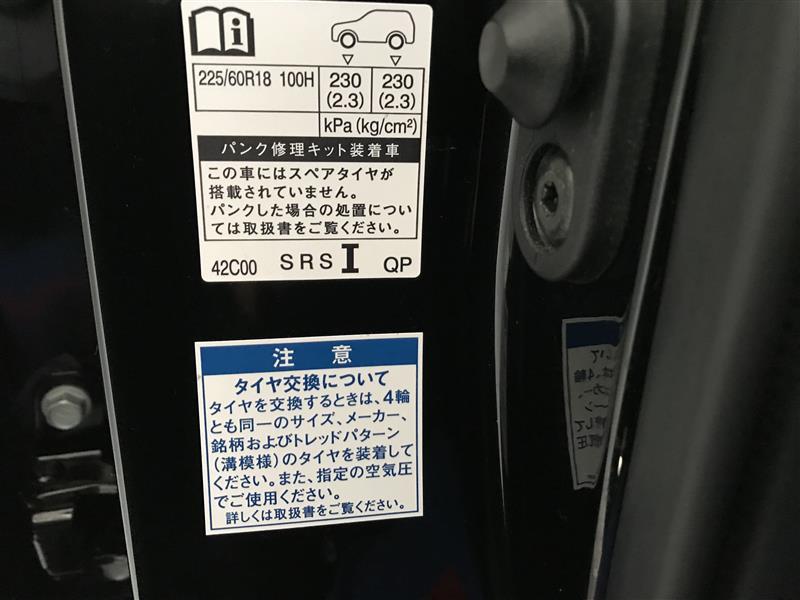 225/60R18 100H 230 230
(2.3) (2.3)
kPa(kg/cm²)
パンク修理キット装着車
この車にはスペアタイヤが
搭載されていません。
パンクした場合の処置につい
ては取扱書をご覧ください。
42C00 SRS I QP
注 意
タイヤ交換について
タイヤを交換するときは、4輪
とも同一のサイズ、メーカー、
銘柄およびトレッドパターン
(溝模様)のタイヤを装着して
ください。また、指定の空気圧
でご使用ください。
詳しくは取扱書をご覧ください。